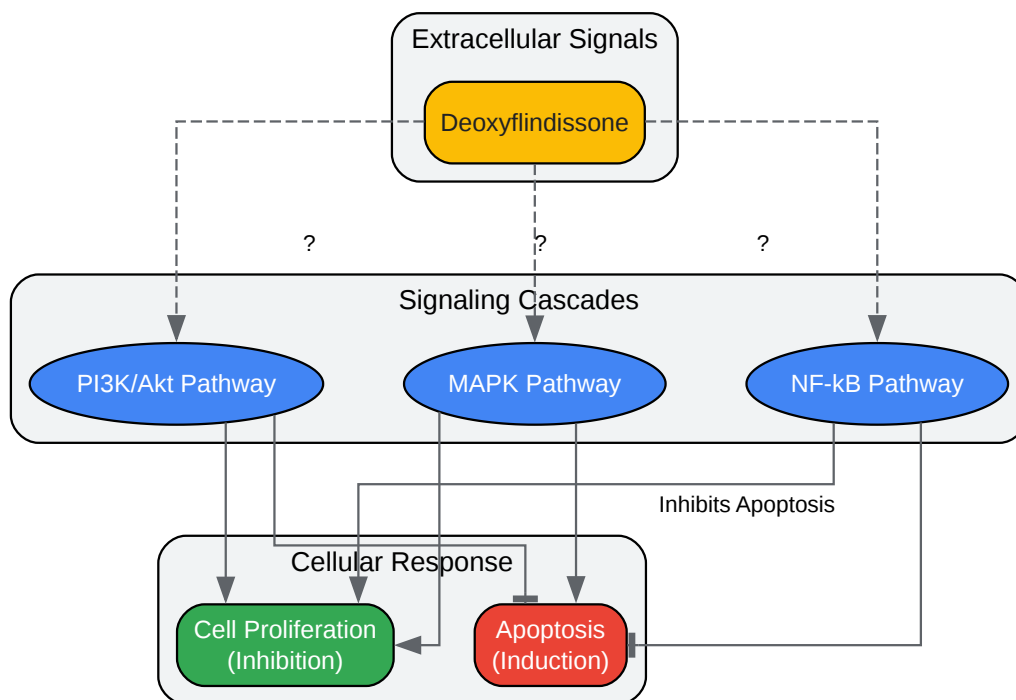 Extracellular Signals
Deoxyflindissone
?
?
?
Signaling Cascades
PI3K/Akt Pathway
MAPK Pathway
NF-kB Pathway
Inhibits Apoptosis
Cellular Response
Cell Proliferation
(Inhibition)
Apoptosis
(Induction)